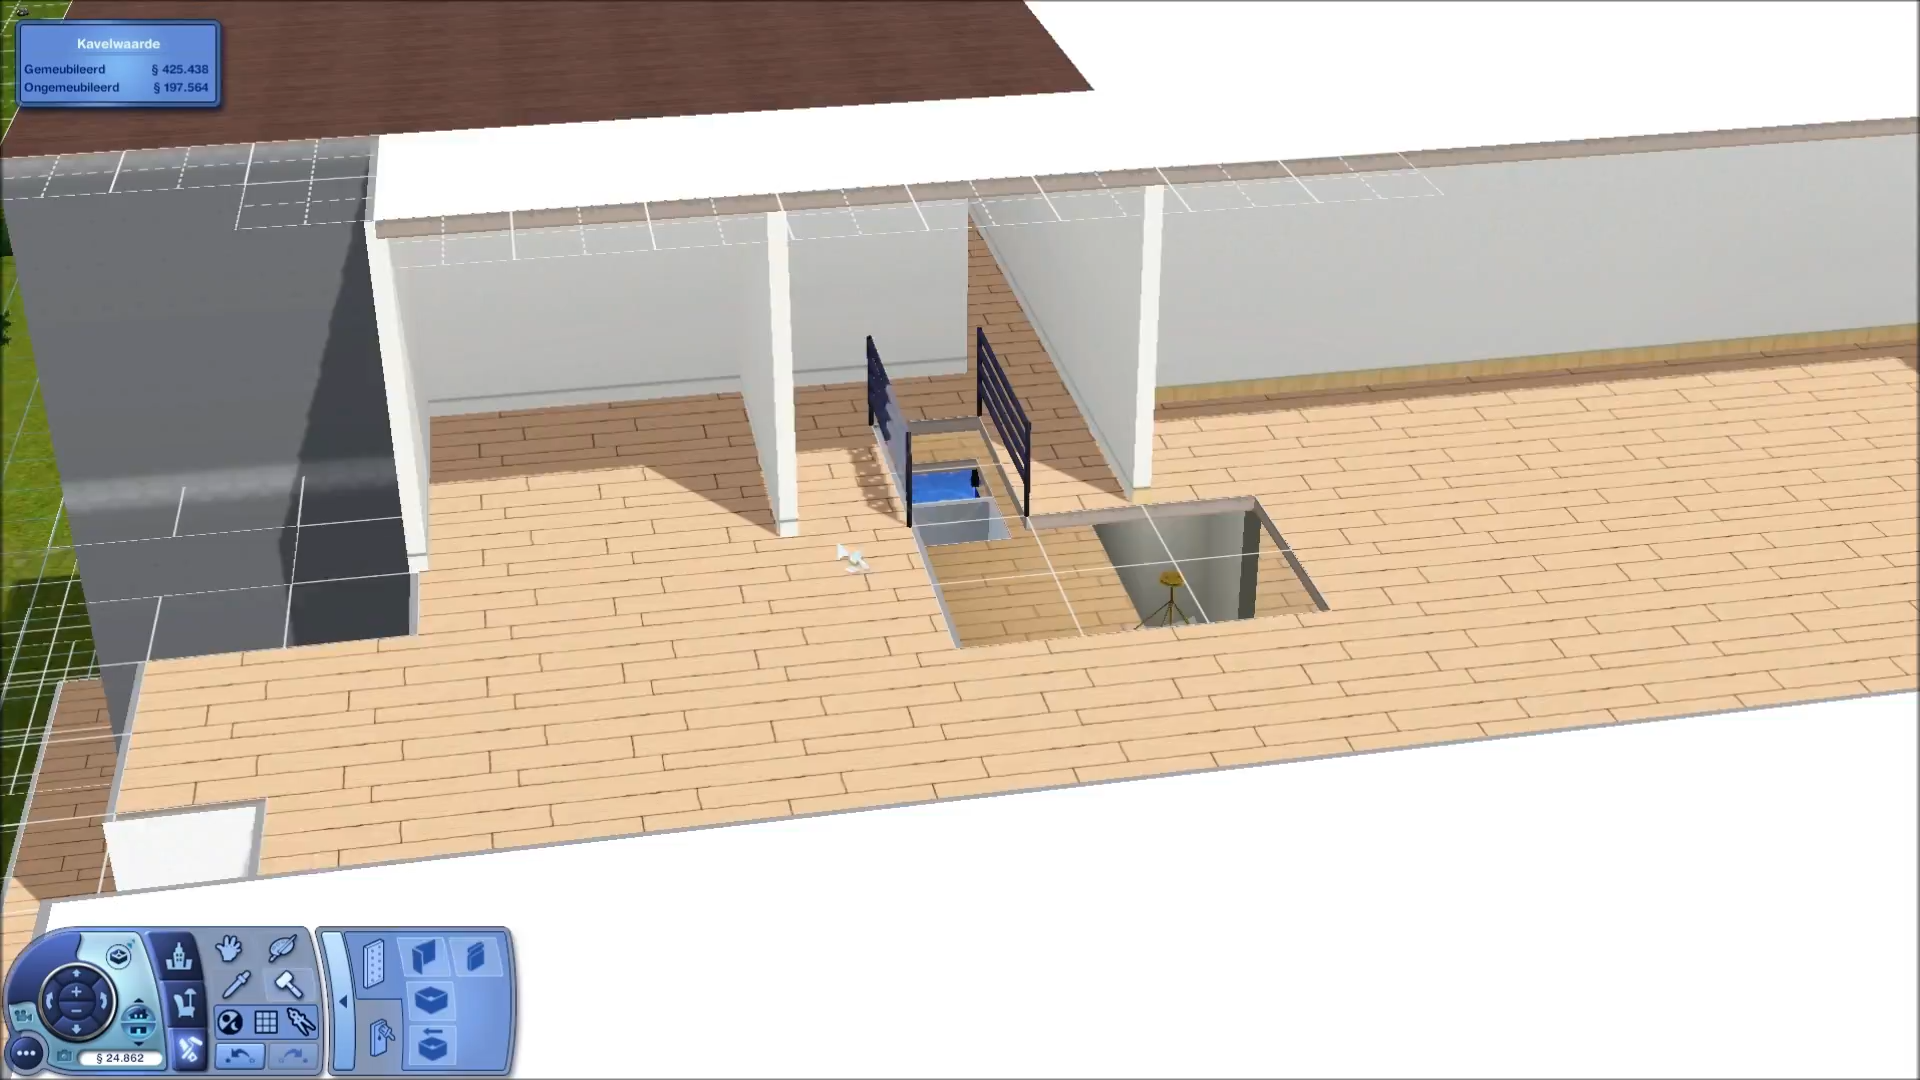 Kavelwaarde
Gemeubileerd § 425.438
Ongemeubileerd § 197.564
§ 24.862